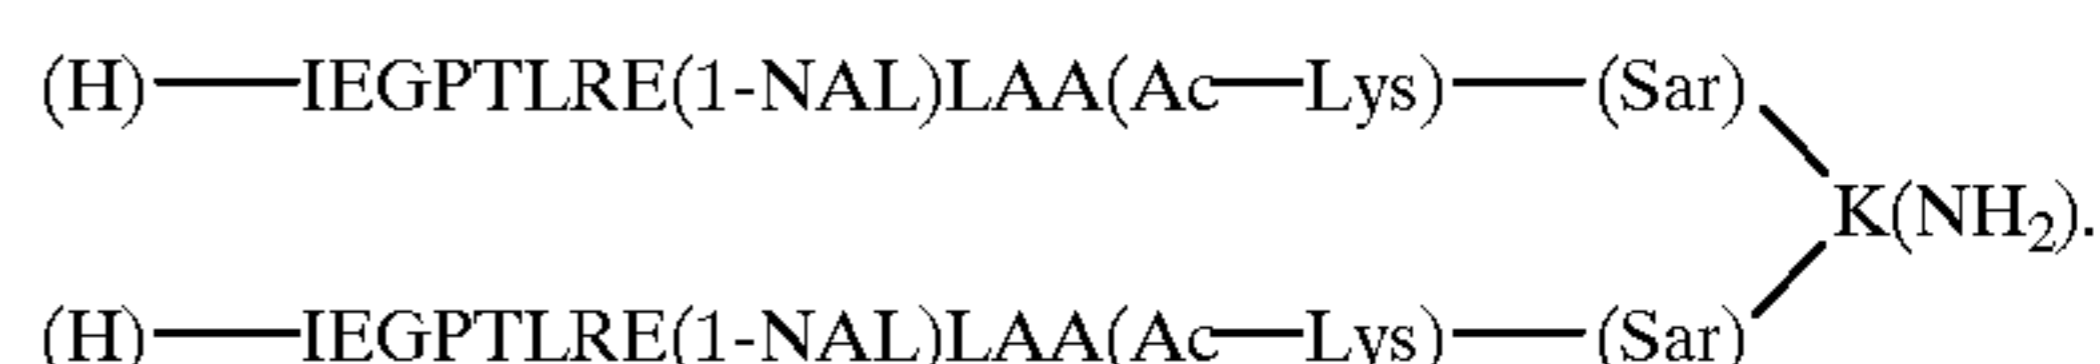 (H)—IEGPTLRE(1-NAL)LAA(Ac—Lys)—(Sar)
K(NH2).
(H)—IEGPTLRE(1-NAL)LAA(Ac—Lys)—(Sar)